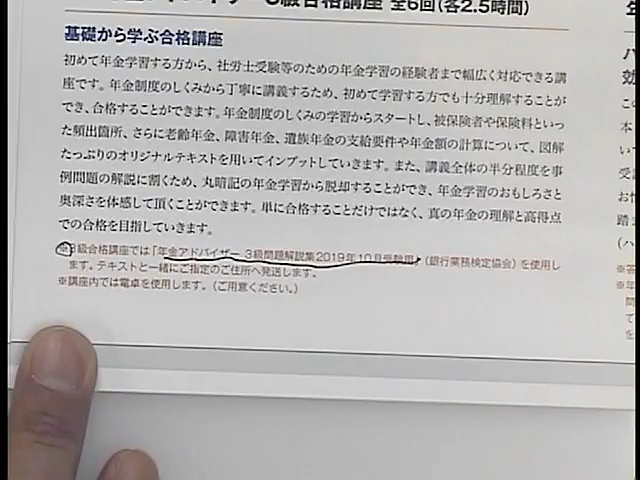 級合格講座 全6回(各2.5時間)
基礎から学ぶ合格講座
初めて年金学習する方から、社労士受験等のための年金学習の経験者まで幅広く対応できる講
座です。年金制度のしくみから丁寧に講義するため、初めて学習する方でも十分理解することが
でき、合格することができます。年金制度のしくみの学習からスタートし、被保険者や保険料といっ
た頻出箇所、さらに老齢年金、障害年金、遺族年金の支給要件や年金額の計算について、図解
たっぷりのオリジナルテキストを用いてインプットしていきます。また、講義全体の半分程度を事
例問題の解説に割くため、丸暗記の年金学習から脱却することができ、年金学習のおもしろさと
奥深さを体感して頂くことができます。単に合格することだけではなく、真の年金の理解と高得点
での合格を目指していきます。
※3級合格講座では「年金アドバイザー 3級問題解説集2019年10月受験用」(銀行業務検定協会)を使用し
ます。テキストと一緒にご指定のご住所へ発送します。
※講座内では電卓を使用します。(ご用意ください。)